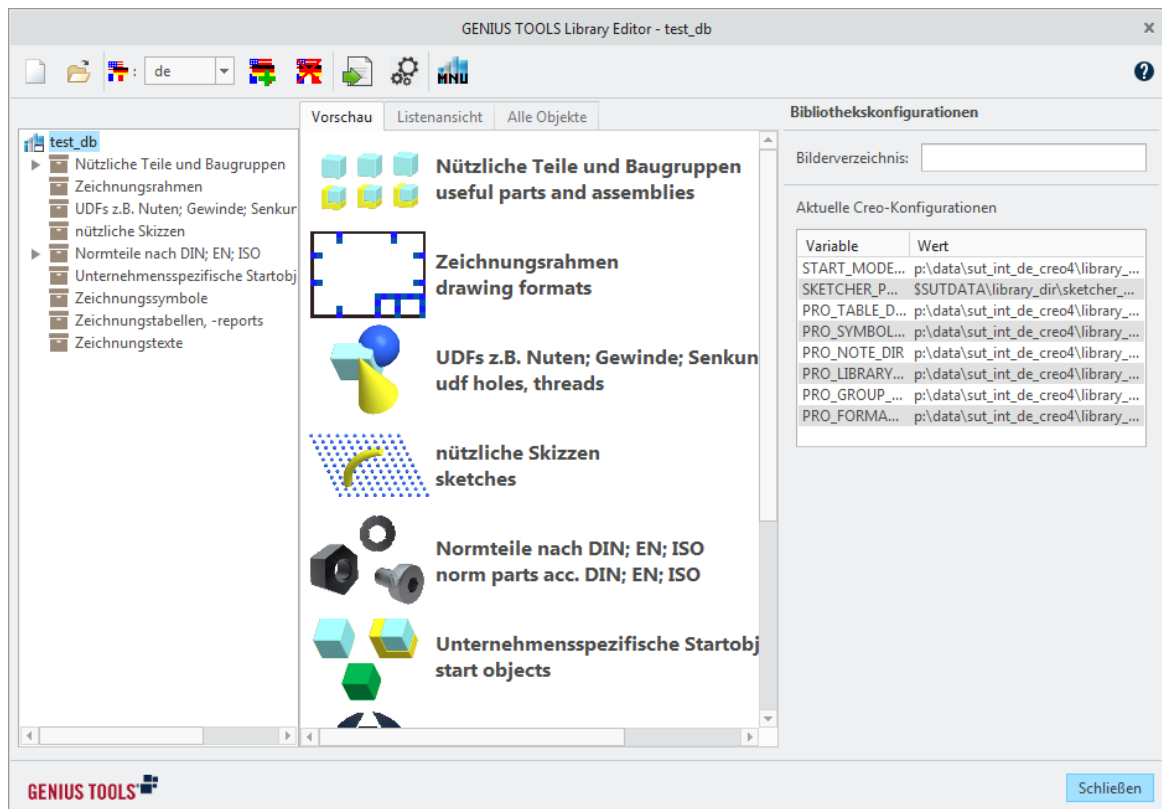 GENIUS TOOLS Library Editor - test_db
x
: de
MNU
?
test_db
Nützliche Teile und Baugruppen
Zeichnungsrahmen
UDFs z.B. Nuten; Gewinde; Senkur
nützliche Skizzen
Normteile nach DIN; EN; ISO
Unternehmensspezifische Startobj
Zeichnungssymbole
Zeichnungstabellen, -reports
Zeichnungstexte
Vorschau Listenansicht Alle Objekte
Nützliche Teile und Baugruppen
useful parts and assemblies
Zeichnungsrahmen
drawing formats
UDFs z.B. Nuten; Gewinde; Senkun
udf holes, threads
nützliche Skizzen
sketches
Normteile nach DIN; EN; ISO
norm parts acc. DIN; EN; ISO
Unternehmensspezifische Startobj
start objects
Bibliothekskonfigurationen
Bilderverzeichnis:
Aktuelle Creo-Konfigurationen
Variable Wert
START_MODE... p:\data\sut_int_de_creo4\library_...
SKETCHER_P... $SUTDATA\library_dir\sketcher_...
PRO_TABLE_D... p:\data\sut_int_de_creo4\library_...
PRO_SYMBOL... p:\data\sut_int_de_creo4\library_...
PRO_NOTE_DIR p:\data\sut_int_de_creo4\library_...
PRO_LIBRARY... p:\data\sut_int_de_creo4\library_...
PRO_GROUP_... p:\data\sut_int_de_creo4\library_...
PRO_FORMA... p:\data\sut_int_de_creo4\library_...
GENIUS TOOLS
Schließen